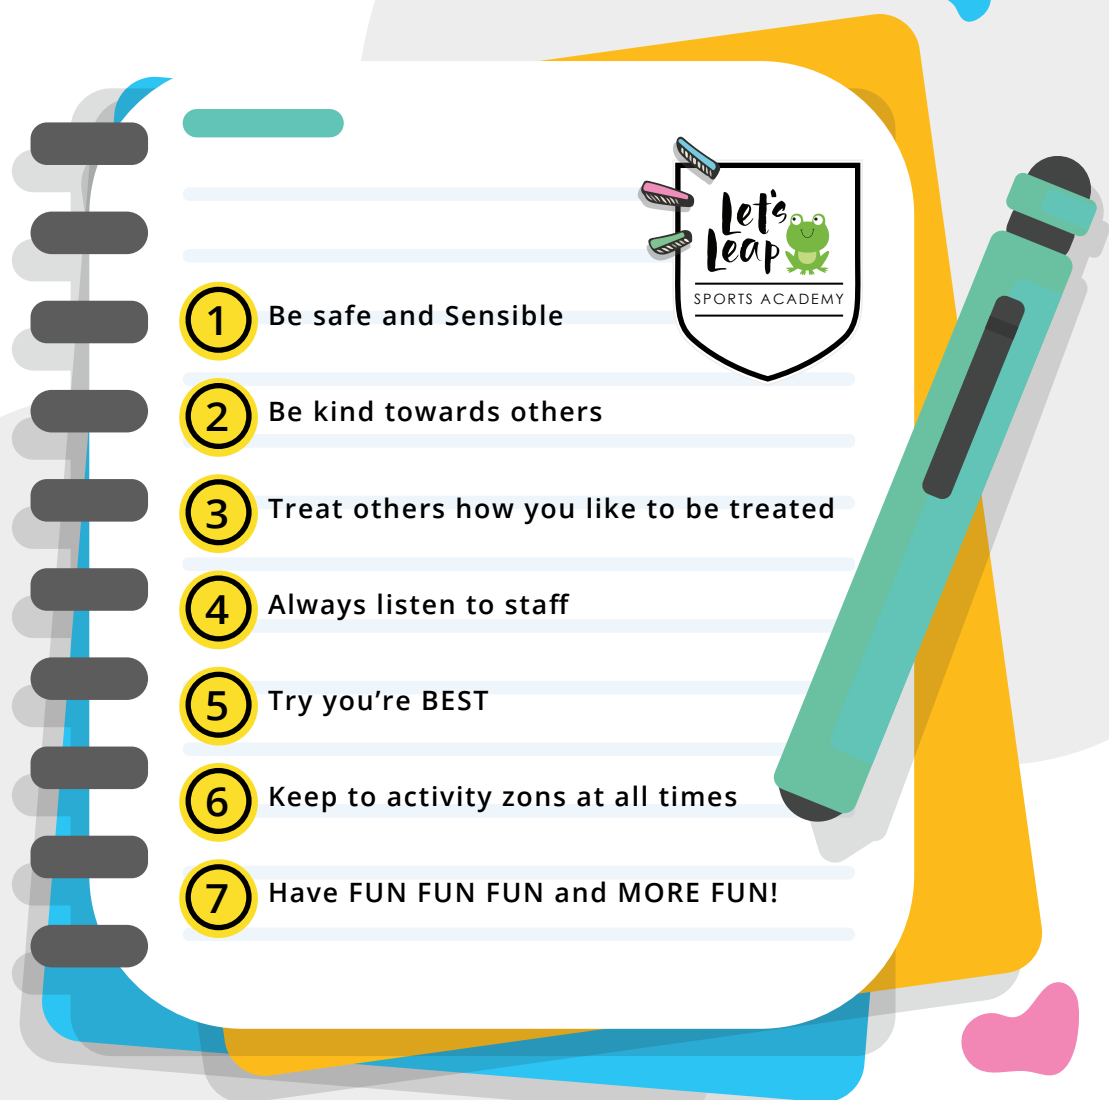 Let's
Leap
SPORTS ACADEMY
1 Be safe and Sensible
2 Be kind towards others
3 Treat others how you like to be treated
4 Always listen to staff
5 Try you’re BEST
6 Keep to activity zons at all times
7 Have FUN FUN FUN and MORE FUN!